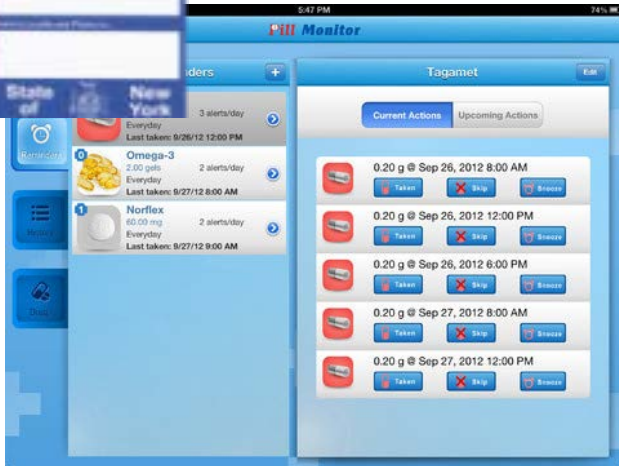 5:47 PM
74%
Pill Monitor
State of
New York
ders
+
3 alerts/day
Everyday
Last taken: 9/26/12 12:00 PM
0
Omega-3
2.00 gels
2 alerts/day
Everyday
Last taken: 9/27/12 8:00 AM
1
Norflex
60.00 mg
2 alerts/day
Everyday
Last taken: 9/27/12 9:00 AM
Reminders
History
Docs
Tagamet
Edit
Current Actions
Upcoming Actions
0.20 g @ Sep 26, 2012 8:00 AM
Taken
Skip
Snooze
0.20 g @ Sep 26, 2012 12:00 PM
Taken
Skip
Snooze
0.20 g @ Sep 26, 2012 6:00 PM
Taken
Skip
Snooze
0.20 g @ Sep 27, 2012 8:00 AM
Taken
Skip
Snooze
0.20 g @ Sep 27, 2012 12:00 PM
Taken
Skip
Snooze